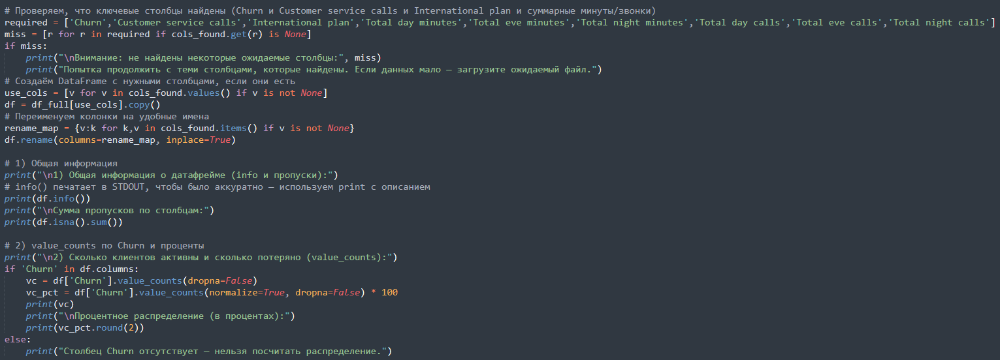 # Проверяем, что ключевые столбцы найдены (Churn и Customer service calls и International plan и суммарные минуты/звонки)
required = ['Churn','Customer service calls','International plan','Total day minutes','Total eve minutes','Total night minutes','Total day calls','Total eve calls','Total night calls']
miss = [r for r in required if cols_found.get(r) is None]
if miss:
    print("\nВнимание: не найдены некоторые ожидаемые столбцы:", miss)
    print("Попытка продолжить с теми столбцами, которые найдены. Если данных мало — загрузите ожидаемый файл.")
# Создаём DataFrame с нужными столбцами, если они есть
use_cols = [v for v in cols_found.values() if v is not None]
df = df_full[use_cols].copy()
# Переименуем колонки на удобные имена
rename_map = {v:k for k,v in cols_found.items() if v is not None}
df.rename(columns=rename_map, inplace=True)

# 1) Общая информация
print("\n1) Общая информация о датафрейме (info и пропуски):")
# info() печатает в STDOUT, чтобы было аккуратно — используем print с описанием
print(df.info())
print("\nСумма пропусков по столбцам:")
print(df.isna().sum())

# 2) value_counts по Churn и проценты
print("\n2) Сколько клиентов активны и сколько потеряно (value_counts):")
if 'Churn' in df.columns:
    vc = df['Churn'].value_counts(dropna=False)
    vc_pct = df['Churn'].value_counts(normalize=True, dropna=False) * 100
    print(vc)
    print("\nПроцентное распределение (в процентах):")
    print(vc_pct.round(2))
else:
    print("Столбец Churn отсутствует — нельзя посчитать распределение.")